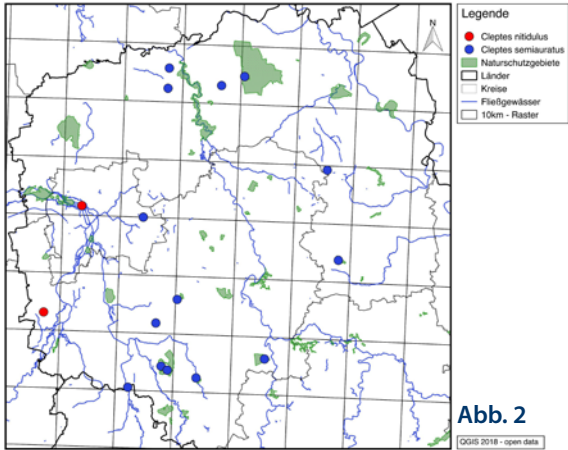 N
Legende
Cleptes nitidulus
Cleptes semiauratus
Naturschutzgebiete
Länder
Kreise
Fließgewässer
10km - Raster
Abb. 2
QGIS 2018 - open data